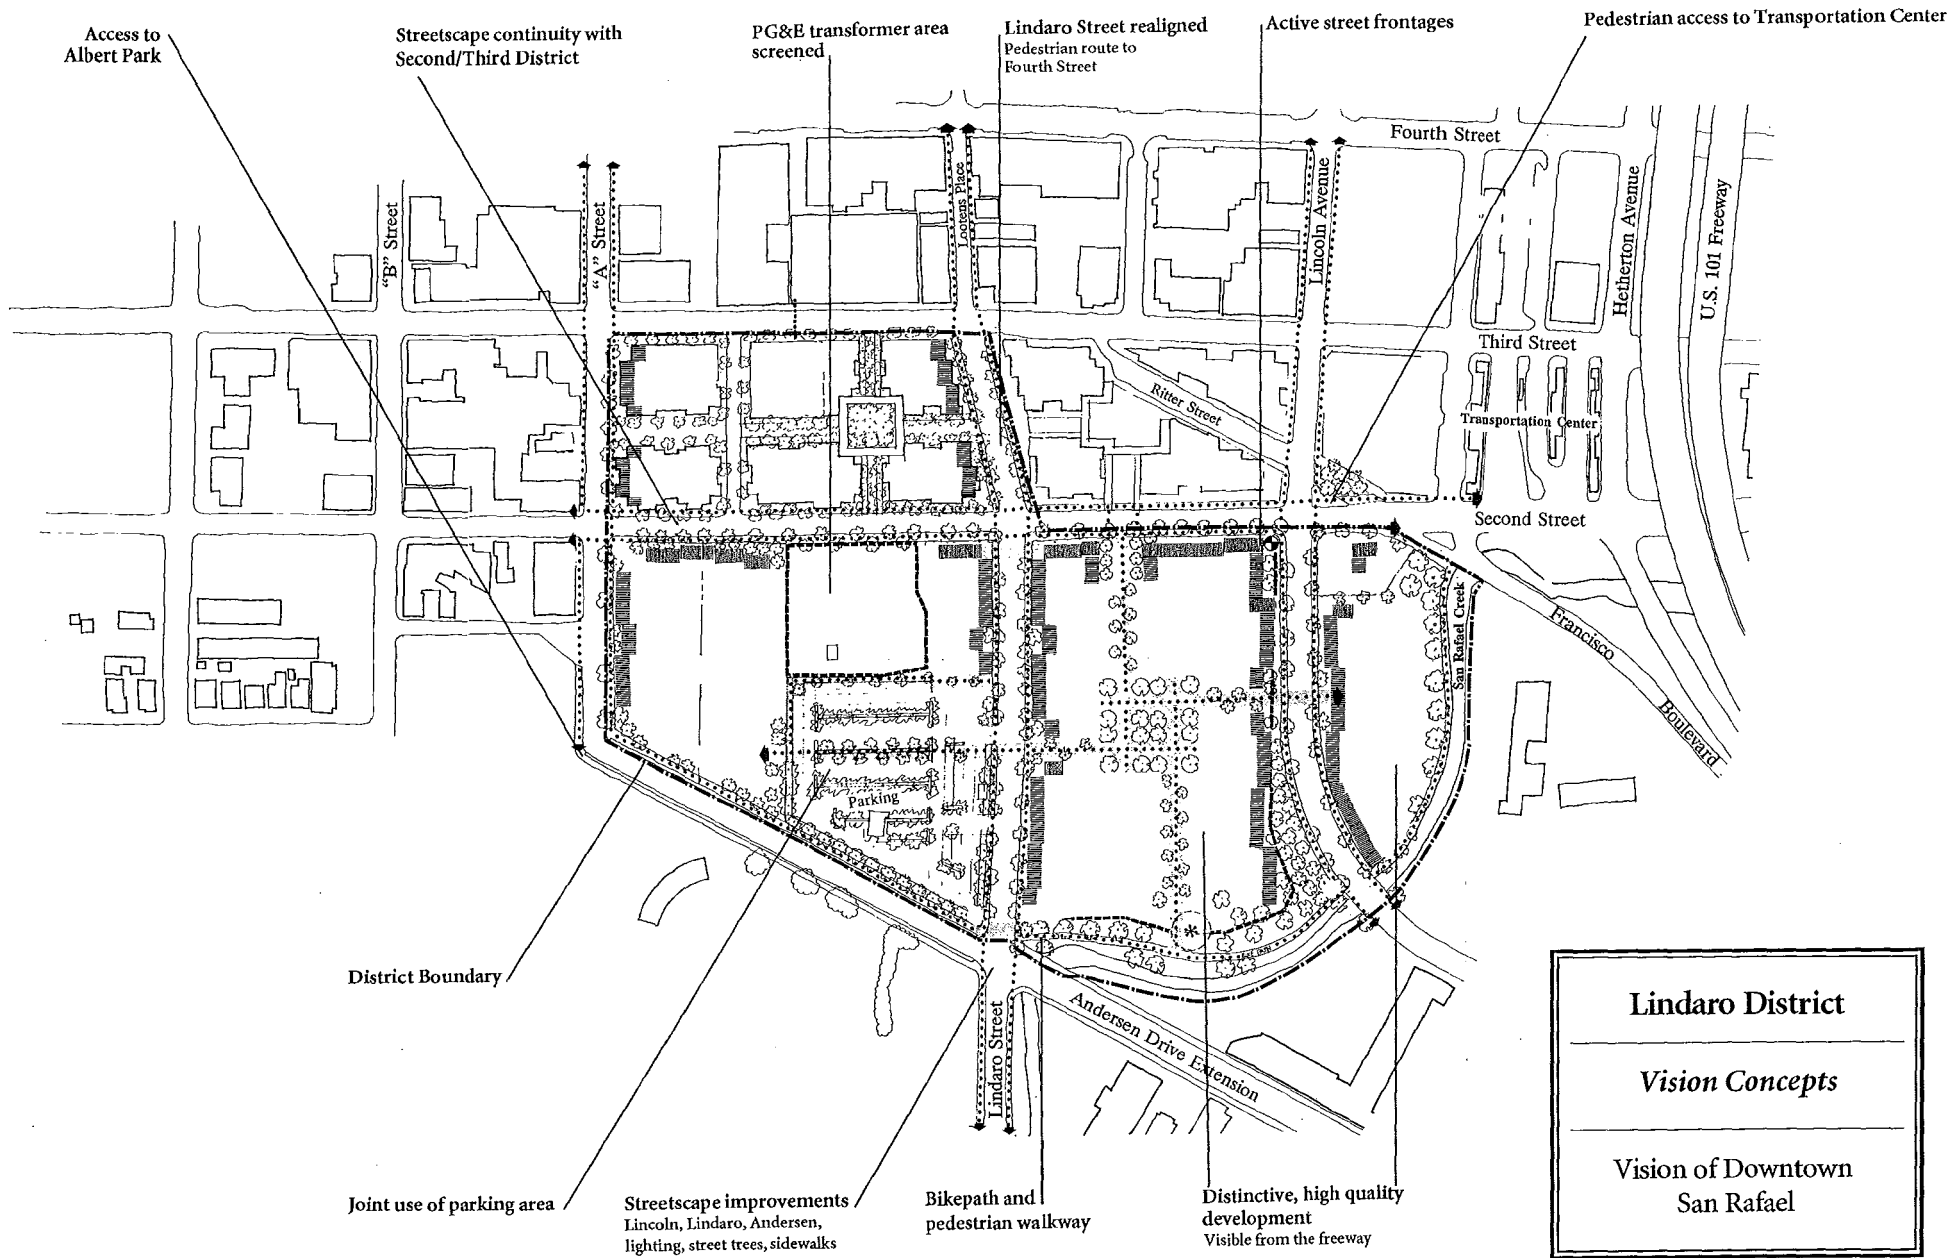 Access to
Albert Park
Streetscape continuity with
Second/Third District
PG&E transformer area
screened
Lindaro Street realigned
Pedestrian route to
Fourth Street
Active street frontages
Pedestrian access to Transportation Center
Fourth Street
"B" Street
"A" Street
Lootens Place
Lincoln Avenue
Hetherton Avenue
U.S. 101 Freeway
Third Street
Ritter Street
Transportation Center
Second Street
San Rafael Creek
Francisco
Boulevard
Parking
District Boundary
Lindaro Street
Andersen Drive Extension
Joint use of parking area
Streetscape improvements
Lincoln, Lindaro, Andersen,
lighting, street trees, sidewalks
Bikepath and
pedestrian walkway
Distinctive, high quality
development
Visible from the freeway
Lindaro District
Vision Concepts
Vision of Downtown
San Rafael